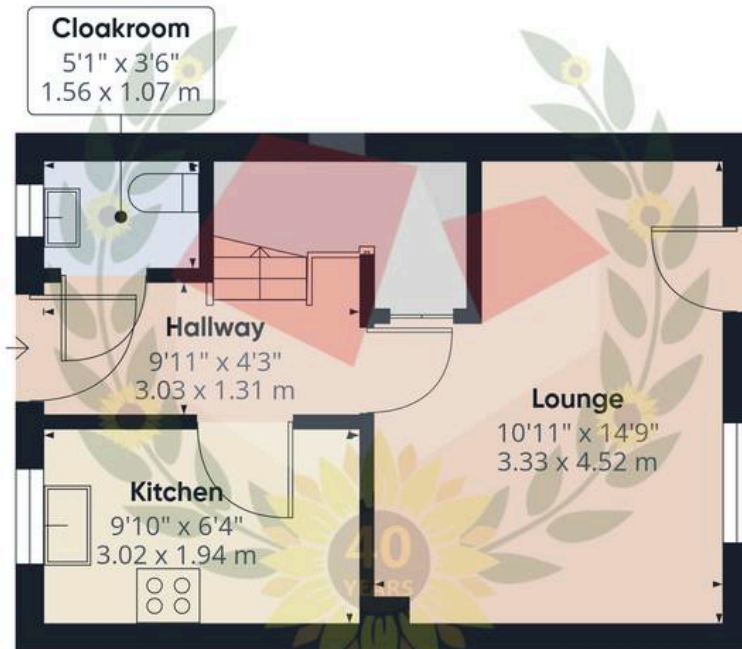 Cloakroom
5'1" x 3'6"
1.56 x 1.07 m
Hallway
9'11" x 4'3"
3.03 x 1.31 m
Lounge
10'11" x 14'9"
3.33 x 4.52 m
Kitchen
9'10" x 6'4"
3.02 x 1.94 m
40
YEARS